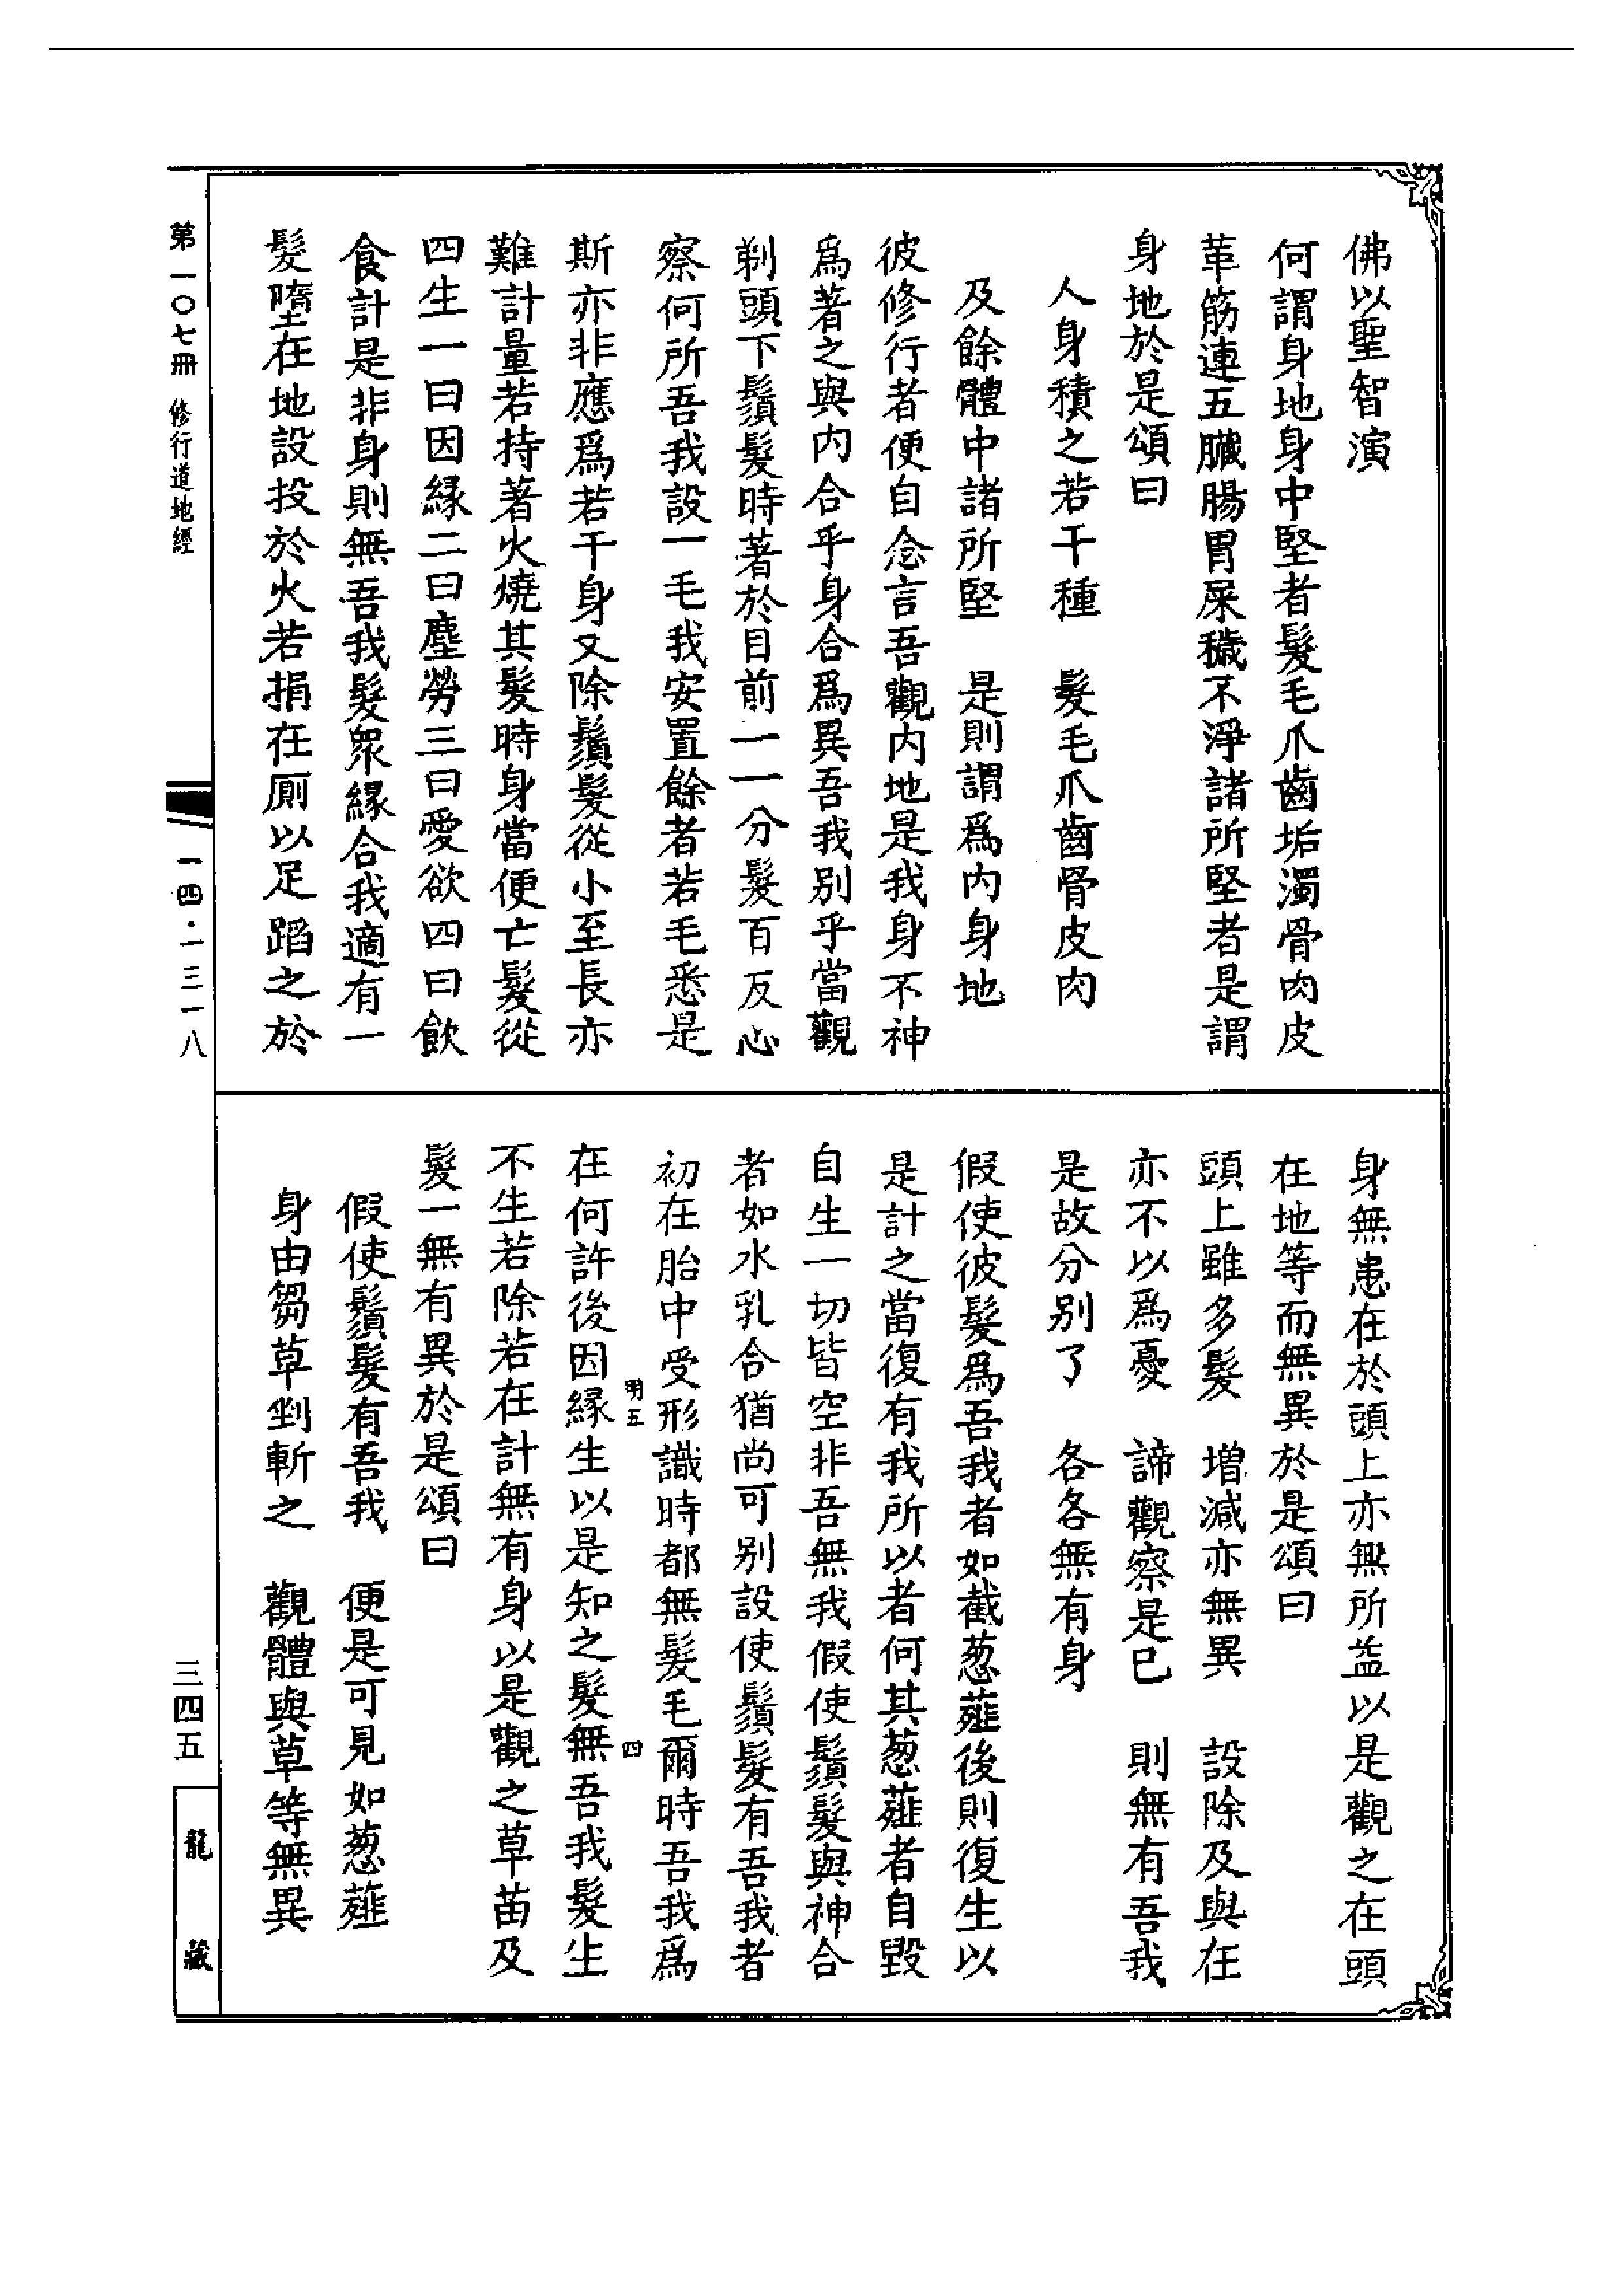 佛以聖智演
何謂身地身中堅者髮毛爪齒垢濁骨肉皮
革筋連五臟腸胃屎穢不淨諸所堅者是謂
身地於是頌曰
人身積之若干種　髮毛爪齒骨皮肉
及餘體中諸所堅　是則謂爲内身地
彼修行者便自念言吾觀内地是我身不神
爲著之與内合乎身合爲異吾我别乎當觀
剃頭下鬚髮時著於目前一一分髮百反心
察何所吾我設一毛我安置餘者若毛悉是
斯亦非應爲若干身又除鬚髮從小至長亦
難計量若持著火燒其髮時身當便亡髮從
四生一曰因緣二曰塵勞三曰愛欲四曰飲
食計是非身則無吾我髮衆緣合我適有一
髮墮在地設投於火若捐在厠以足蹈之於
身無患在於頭上亦無所益以是觀之在頭
在地等而無異於是頌曰
頭上雖多髮　増減亦無異　設除及與在
亦不以爲憂　諦觀察是已　則無有吾我
是故分别了　各各無有身
假使彼髮爲吾我者如截葱薤後則復生以
是計之當復有我所以者何其葱薤者自毀
自生一切皆空非吾無我假使鬚髮與神合
者如水乳合猶尚可别設使鬚髮有吾我者
初在胎中受形識時都無髮毛爾時吾我爲
在何許後因緣生以是知之髮無吾我髮生
不生若除若在計無有身以是觀之草苗及
髮一無有異於是頌曰
假使鬚髮有吾我　便是可見如葱薤
身由芻草剉斬之　觀體與草等無異
明五
四
第一〇七冊　修行道地經
一四·一三一八
三四五
龍藏